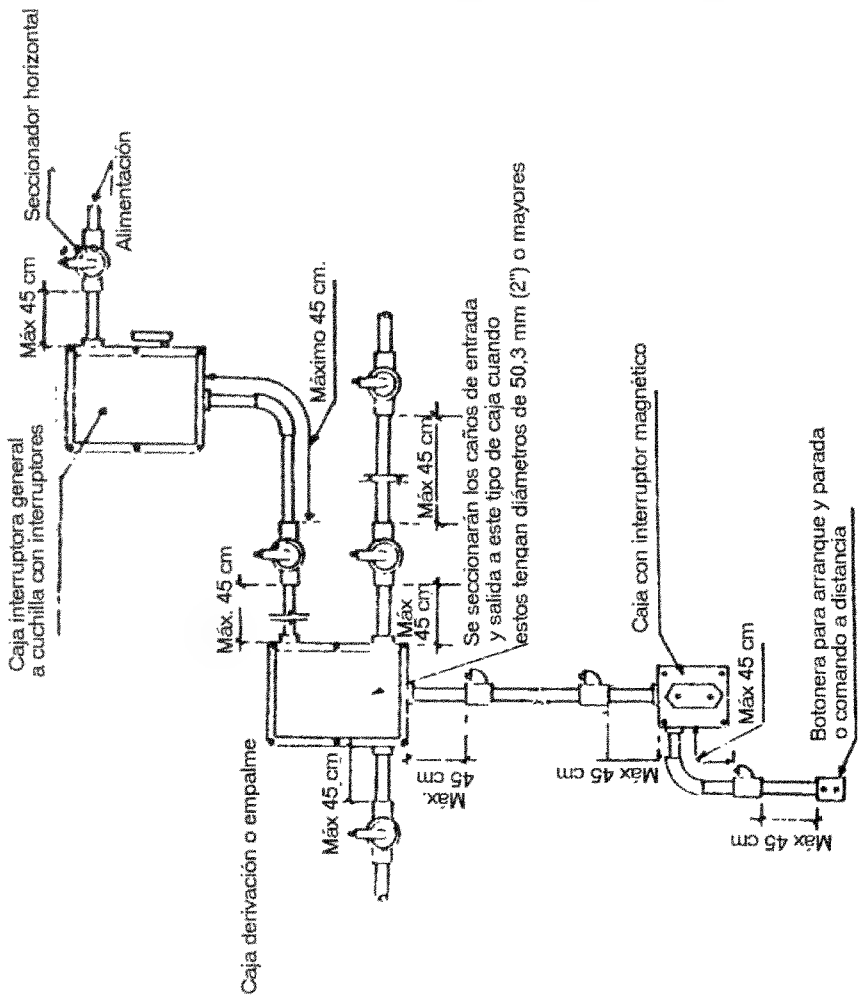 Seccionador horizontal
Alimentación
Máx 45 cm
Caja interruptora general
a cuchilla con interruptores
Máximo 45 cm.
Máx. 45 cm
Máx 45 cm
Máx
45 cm
Se seccionarán los caños de entrada
y salida a este tipo de caja cuando
estos tengan diámetros de 50,3 mm (2") o mayores
Caja derivación o empalme
Máx 45 cm
Máx.
45 cm
Máx 45 cm
Caja con interruptor magnético
Máx 45 cm
Máx 45 cm
Botonera para arranque y parada
o comando a distancia